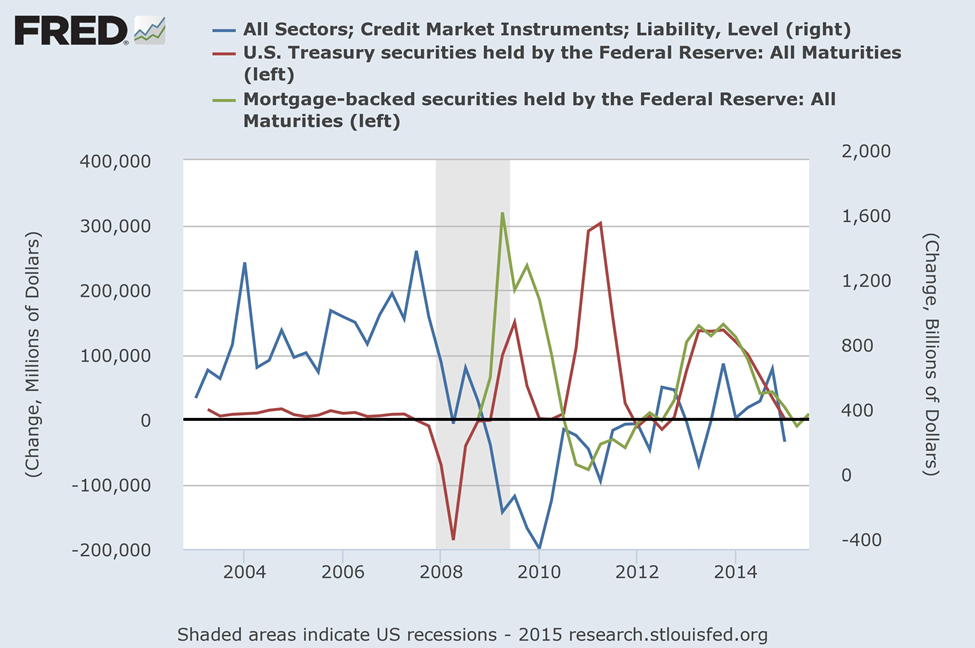 FRED
All Sectors; Credit Market Instruments; Liability, Level (right)
U.S. Treasury securities held by the Federal Reserve: All Maturities
(left)
Mortgage-backed securities held by the Federal Reserve: All
Maturities (left)
400,000
300,000
200,000
100,000
0
-100,000
-200,000
(Change, Millions of Dollars)
2,000
1,600
1,200
800
400
0
-400
(Change, Billions of Dollars)
2004 2006 2008 2010 2012 2014
Shaded areas indicate US recessions - 2015 research.stlouisfed.org